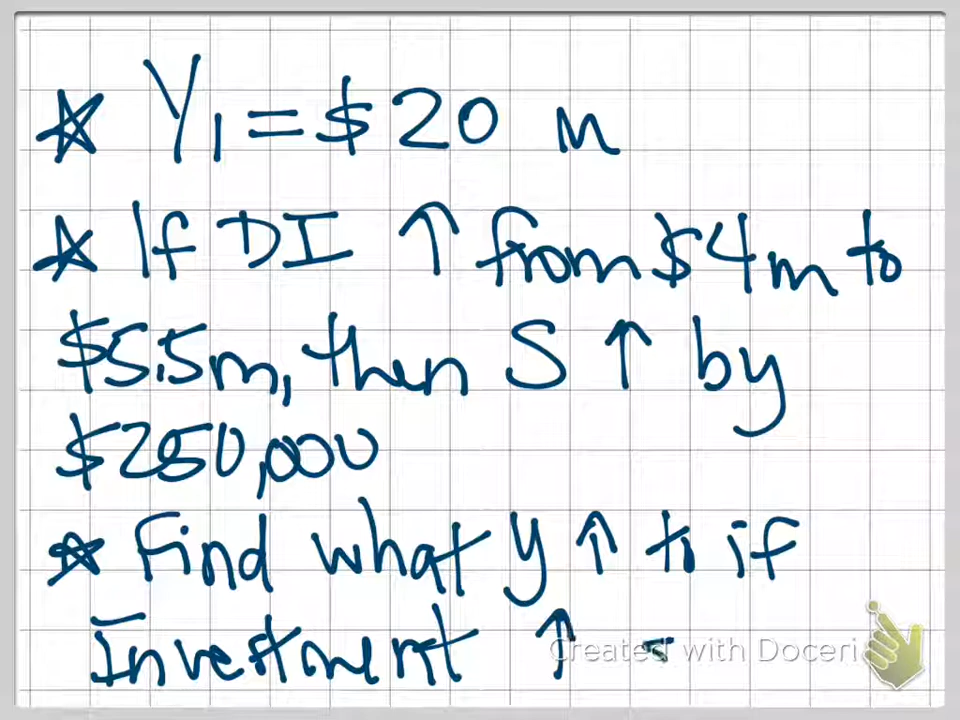 ☆ Y₁ = $20 m
☆ If DI ↑ from $4m to
$5.5m, then S ↑ by
$250,000
☆ Find what Y ↑ to if
Investment ↑
Created with Doceri